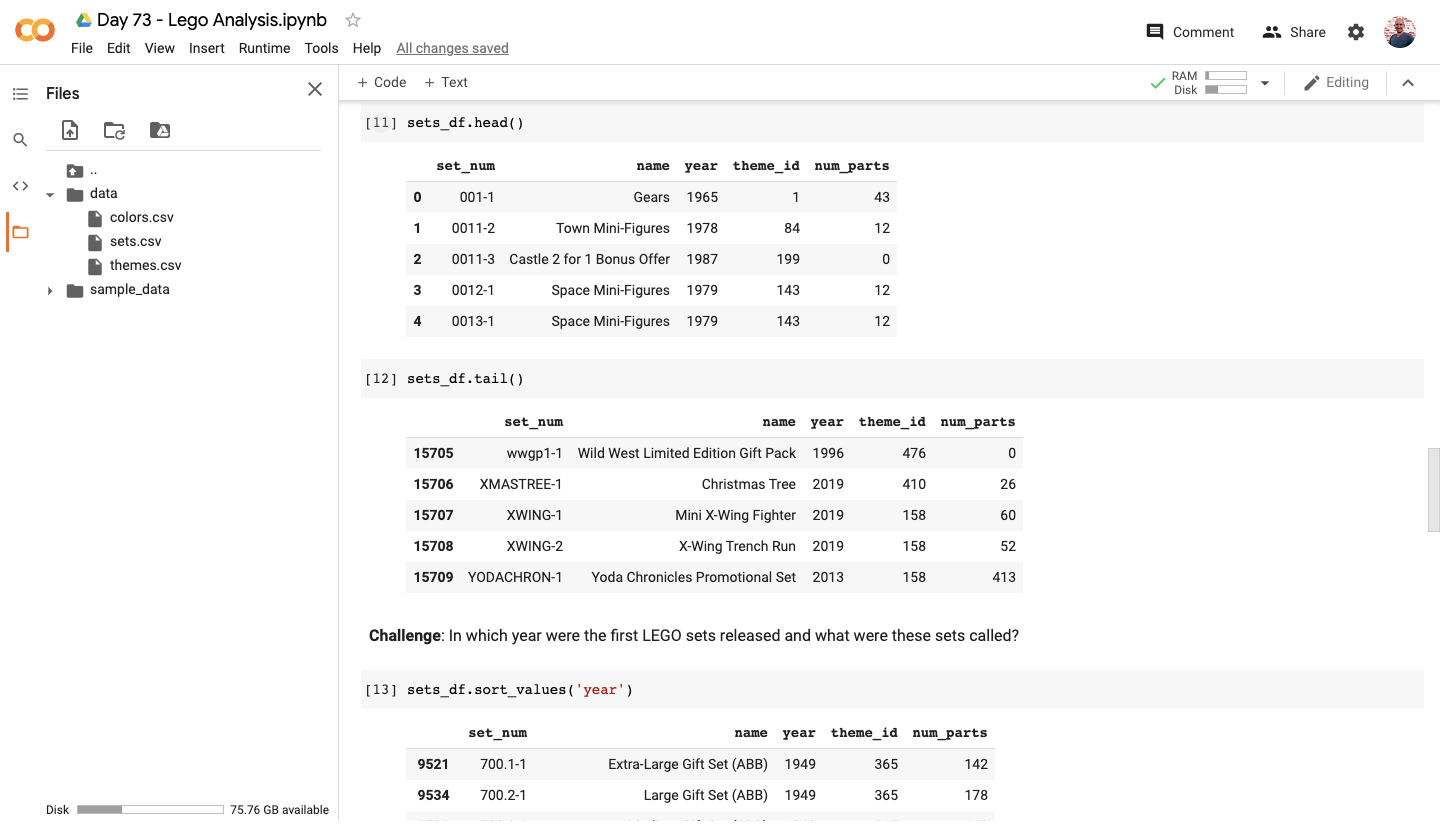 Day 73 - Lego Analysis.ipynb
File Edit View Insert Runtime Tools Help All changes saved
Comment Share
Files
+ Code + Text
RAM
Disk
Editing
..
data
colors.csv
sets.csv
themes.csv
sample_data
Disk 75.76 GB available
[11] sets_df.head()
set_num name year theme_id num_parts
0 001-1 Gears 1965 1 43
1 0011-2 Town Mini-Figures 1978 84 12
2 0011-3 Castle 2 for 1 Bonus Offer 1987 199 0
3 0012-1 Space Mini-Figures 1979 143 12
4 0013-1 Space Mini-Figures 1979 143 12
[12] sets_df.tail()
set_num name year theme_id num_parts
15705 wwgp1-1 Wild West Limited Edition Gift Pack 1996 476 0
15706 XMASTREE-1 Christmas Tree 2019 410 26
15707 XWING-1 Mini X-Wing Fighter 2019 158 60
15708 XWING-2 X-Wing Trench Run 2019 158 52
15709 YODACHRON-1 Yoda Chronicles Promotional Set 2013 158 413
Challenge: In which year were the first LEGO sets released and what were these sets called?
[13] sets_df.sort_values('year')
set_num name year theme_id num_parts
9521 700.1-1 Extra-Large Gift Set (ABB) 1949 365 142
9534 700.2-1 Large Gift Set (ABB) 1949 365 178